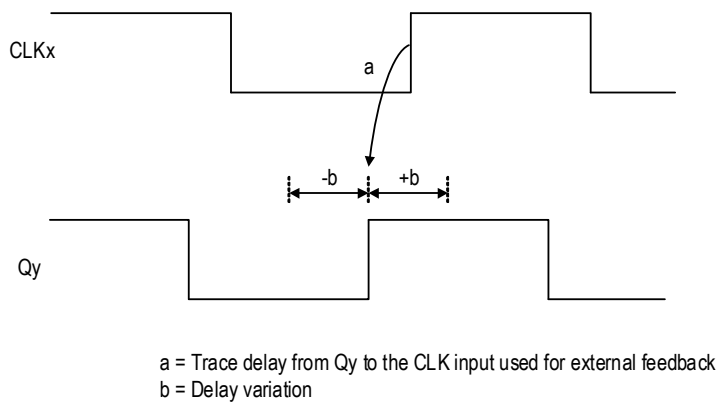 CLKx
a
-b
+b
Qy
a = Trace delay from Qy to the CLK input used for external feedback
b = Delay variation